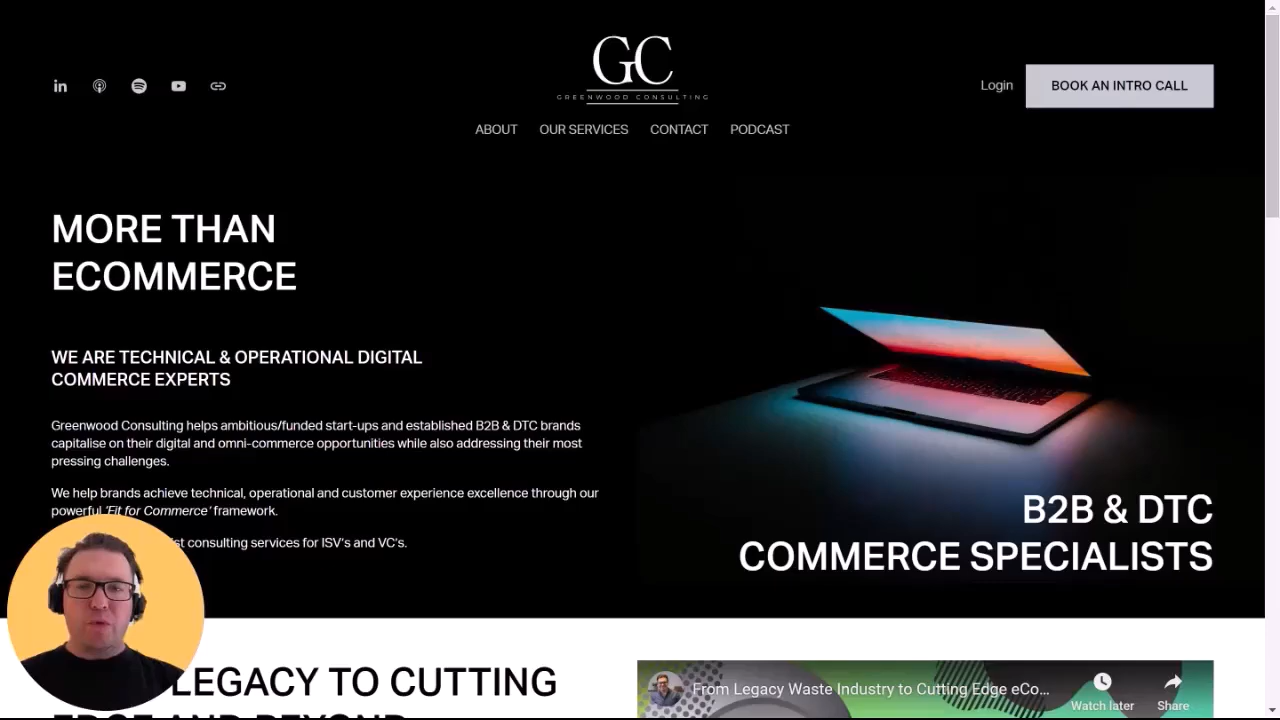 GC
GREENWOOD CONSULTING
Login
BOOK AN INTRO CALL
ABOUT
OUR SERVICES
CONTACT
PODCAST
MORE THAN
ECOMMERCE
WE ARE TECHNICAL & OPERATIONAL DIGITAL
COMMERCE EXPERTS
Greenwood Consulting helps ambitious/funded start-ups and established B2B & DTC brands
capitalise on their digital and omni-commerce opportunities while also addressing their most
pressing challenges.
We help brands achieve technical, operational and customer experience excellence through our
powerful 'Fit for Commerce' framework.
consulting services for ISV's and VC's.
B2B & DTC
COMMERCE SPECIALISTS
LEGACY TO CUTTING
From Legacy Waste Industry to Cutting Edge eCo...
Watch later
Share